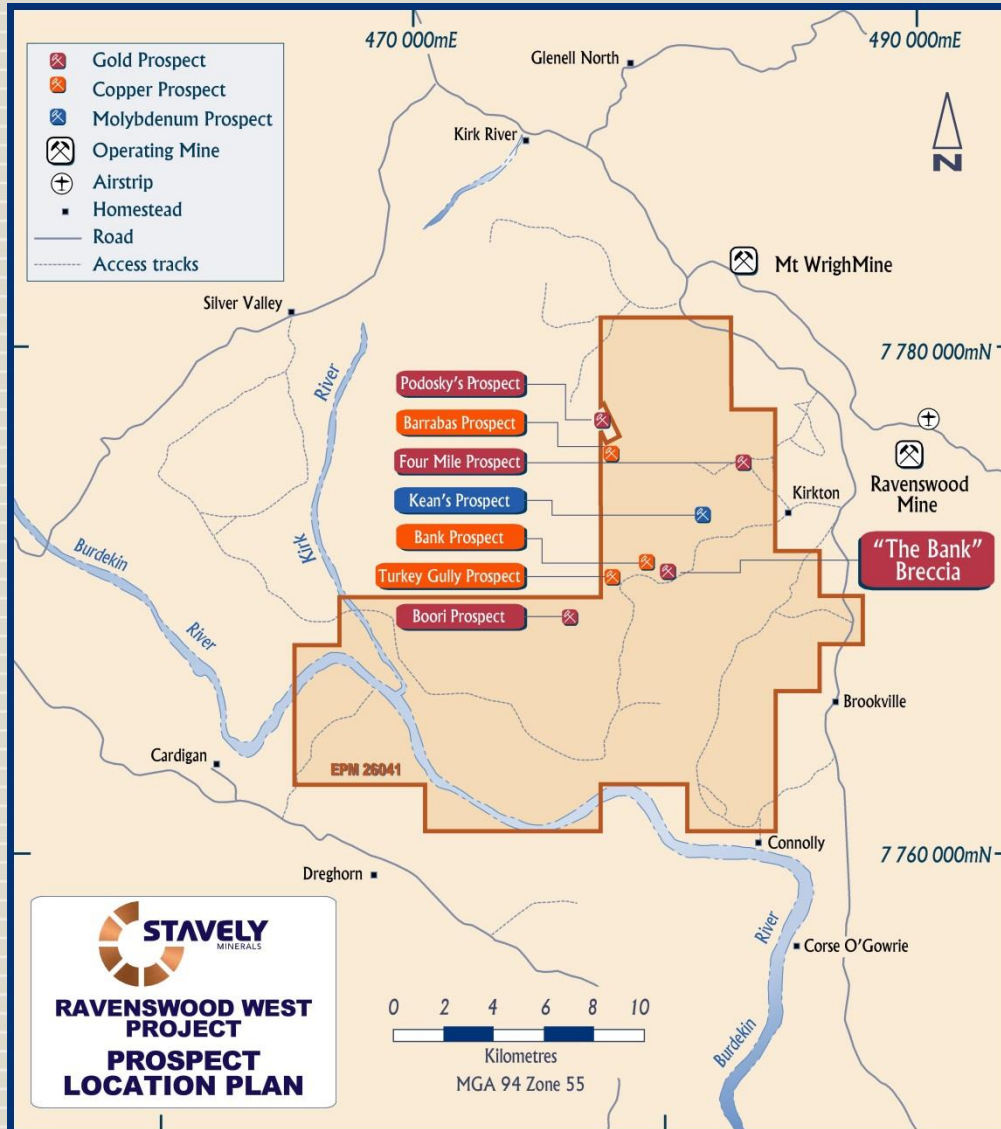 470 000mE
490 000mE
Gold Prospect
Copper Prospect
Molybdenum Prospect
Operating Mine
Airstrip
Homestead
Road
Access tracks
Glenell North
Kirk River
N
Mt WrighMine
Silver Valley
7 780 000mN
River
Kirk
Podosky's Prospect
Barrabas Prospect
Four Mile Prospect
Kean's Prospect
Bank Prospect
Turkey Gully Prospect
Boori Prospect
Ravenswood
Mine
Kirkton
"The Bank"
Breccia
Burdekin
River
Brookville
Cardigan
EPM 26041
Connolly
7 760 000mN
Dreghorn
River
Burdekin
Corse O'Gowrie
STAVELY
MINERALS
RAVENSWOOD WEST
PROJECT
PROSPECT
LOCATION PLAN
0 2 4 6 8 10
Kilometres
MGA 94 Zone 55